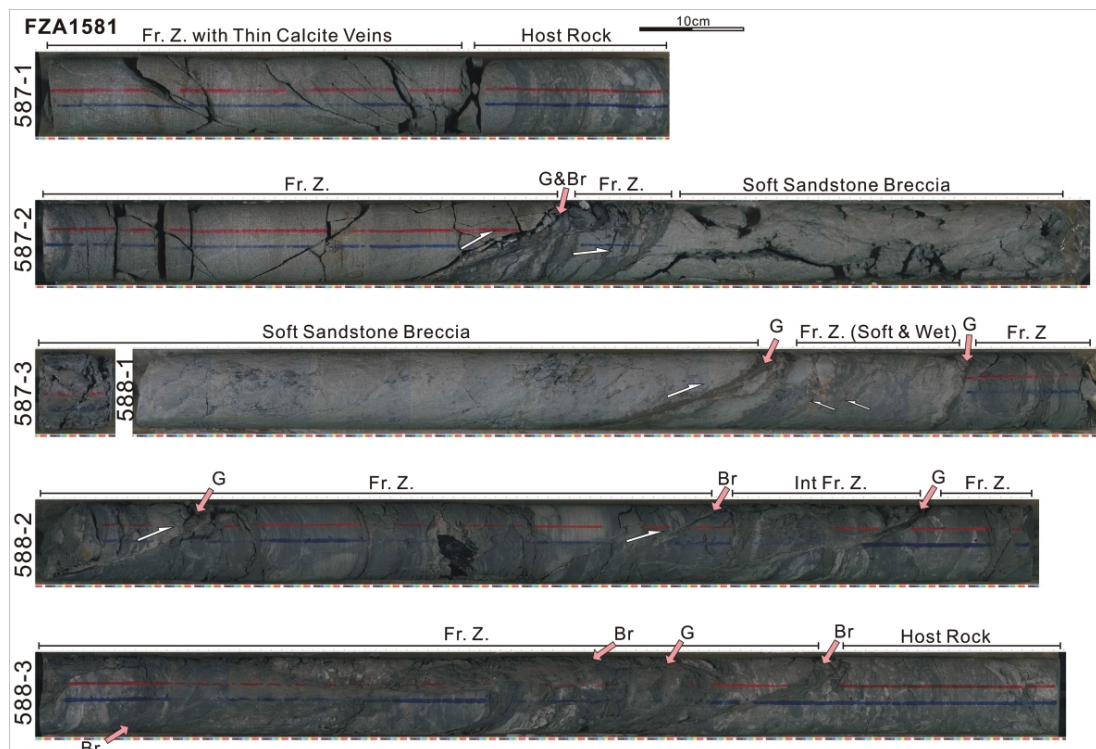 FZA1581
10cm
Fr. Z. with Thin Calcite Veins Host Rock
587-1
Fr. Z. G&Br Fr. Z. Soft Sandstone Breccia
587-2
Soft Sandstone Breccia G Fr. Z. (Soft & Wet) G Fr. Z
587-3
588-1
G Fr. Z. Br Int Fr. Z. G Fr. Z.
588-2
Fr. Z. Br G Br Host Rock
588-3
Br